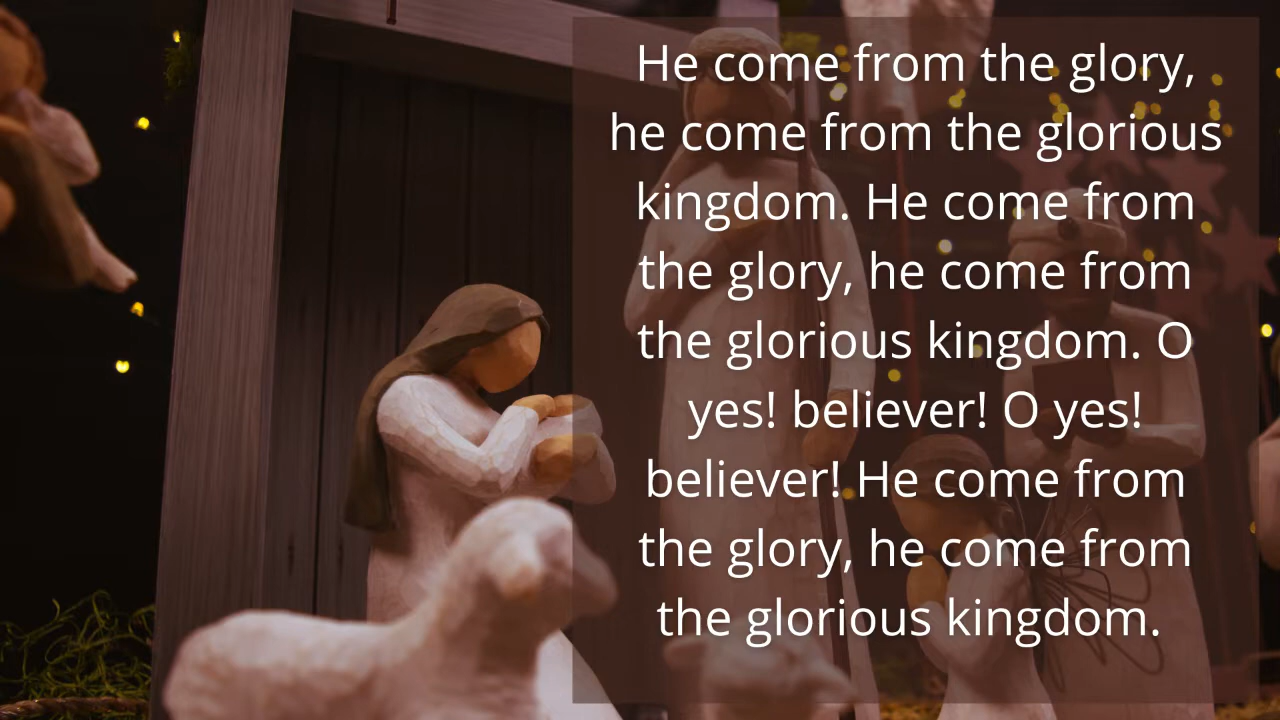 He come from the glory,
he come from the glorious
kingdom. He come from
the glory, he come from
the glorious kingdom. O
yes! believer! O yes!
believer! He come from
the glory, he come from
the glorious kingdom.